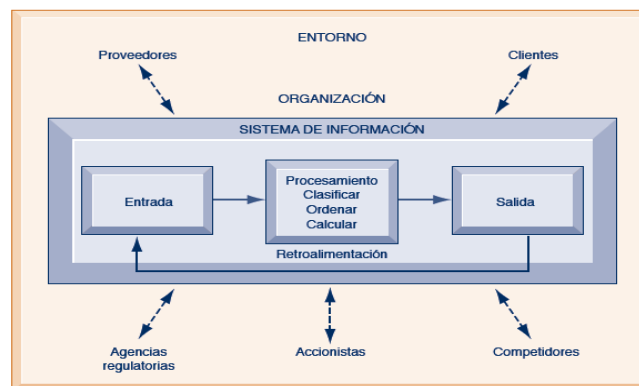 ENTORNO
Proveedores
Clientes
ORGANIZACIÓN
SISTEMA DE INFORMACIÓN
Entrada
Procesamiento
Clasificar
Ordenar
Calcular
Salida
Retroalimentación
Agencias
regulatorias
Accionistas
Competidores